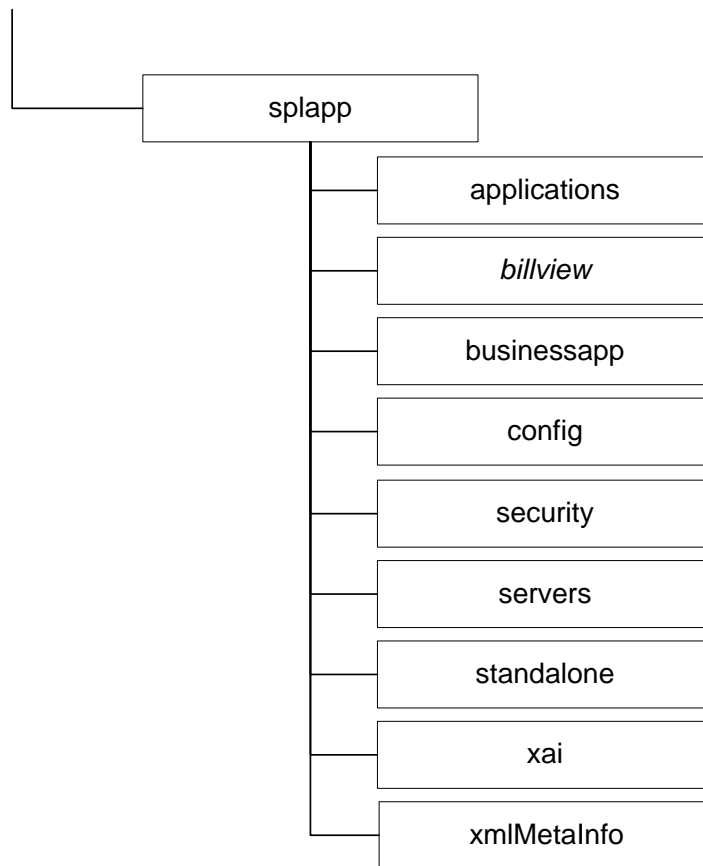 splapp
applications
billview
businessapp
config
security
servers
standalone
xai
xmlMetaInfo